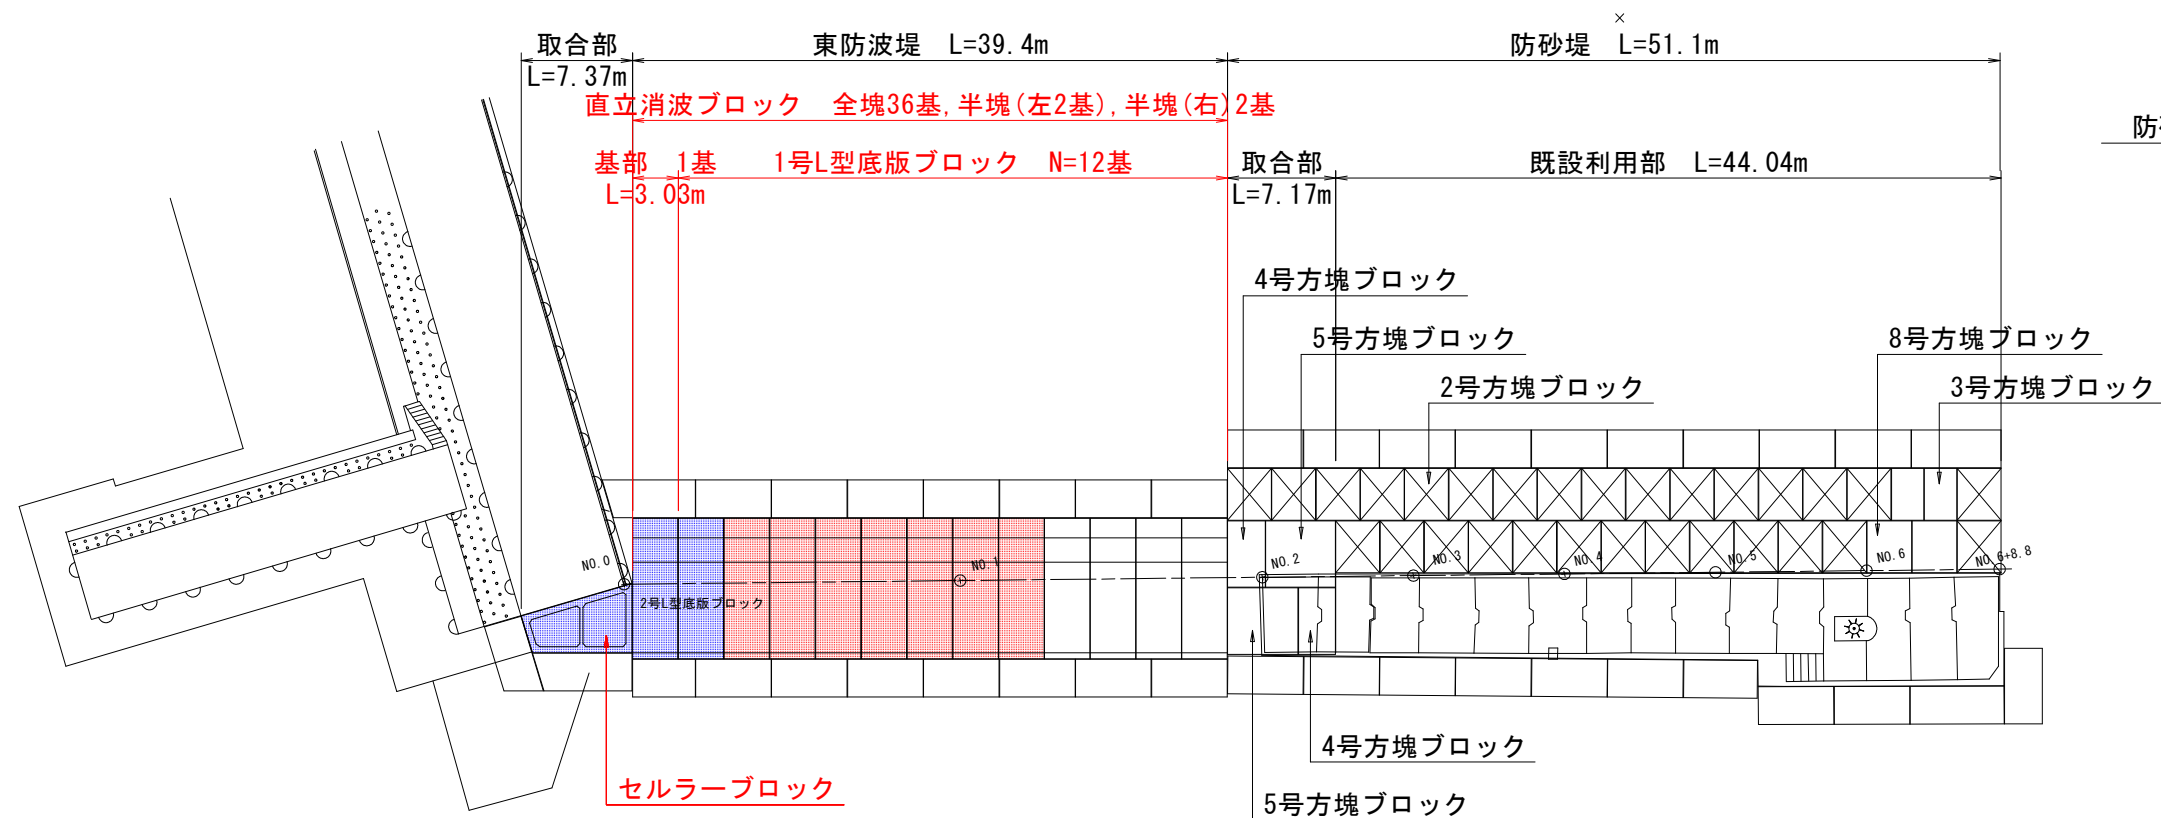 取合部
L=7.37m
東防波堤　L=39.4m
防砂堤　L=51.1m
直立消波ブロック　全塊36基,半塊(左2基),半塊(右)2基
基部　1基
L=3.03m
1号L型底版ブロック　N=12基
取合部
L=7.17m
既設利用部　L=44.04m
4号方塊ブロック
5号方塊ブロック
2号方塊ブロック
8号方塊ブロック
3号方塊ブロック
NO.0
NO.1
NO.2
NO.3
NO.4
NO.5
NO.6
NO.6+8.8
2号L型底版ブロック
4号方塊ブロック
セルラーブロック
5号方塊ブロック